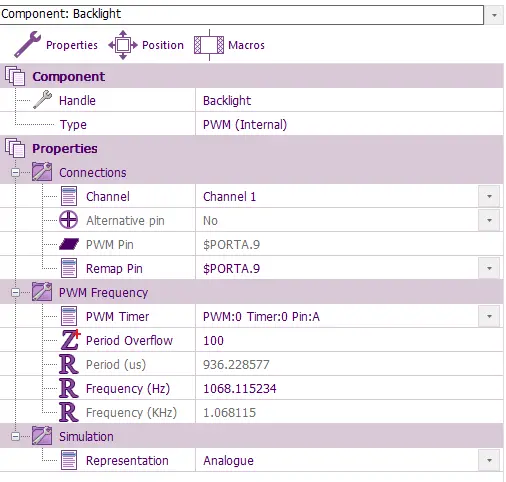 Component: Backlight
Properties Position Macros
Component
Handle Backlight
Type PWM (Internal)
Properties
Connections
Channel Channel 1
Alternative pin No
PWM Pin $PORTA.9
Remap Pin $PORTA.9
PWM Frequency
PWM Timer PWM:0 Timer:0 Pin:A
Period Overflow 100
Period (us) 936.228577
Frequency (Hz) 1068.115234
Frequency (KHz) 1.068115
Simulation
Representation Analogue